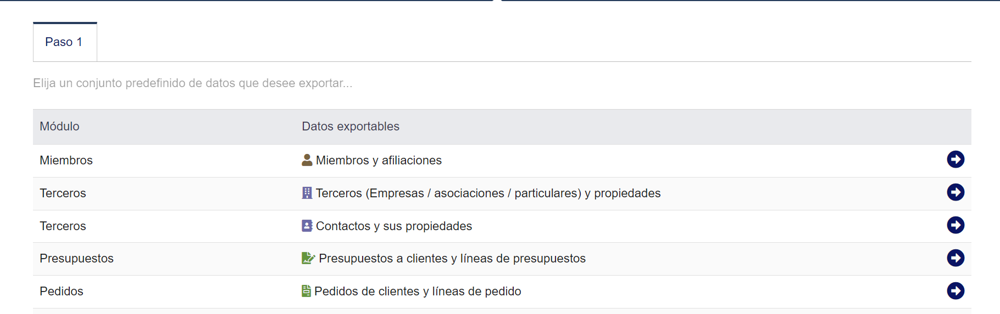 Paso 1
Elija un conjunto predefinido de datos que desee exportar...
Módulo Datos exportables
Miembros Miembros y afiliaciones
Terceros Terceros (Empresas / asociaciones / particulares) y propiedades
Terceros Contactos y sus propiedades
Presupuestos Presupuestos a clientes y líneas de presupuestos
Pedidos Pedidos de clientes y líneas de pedido